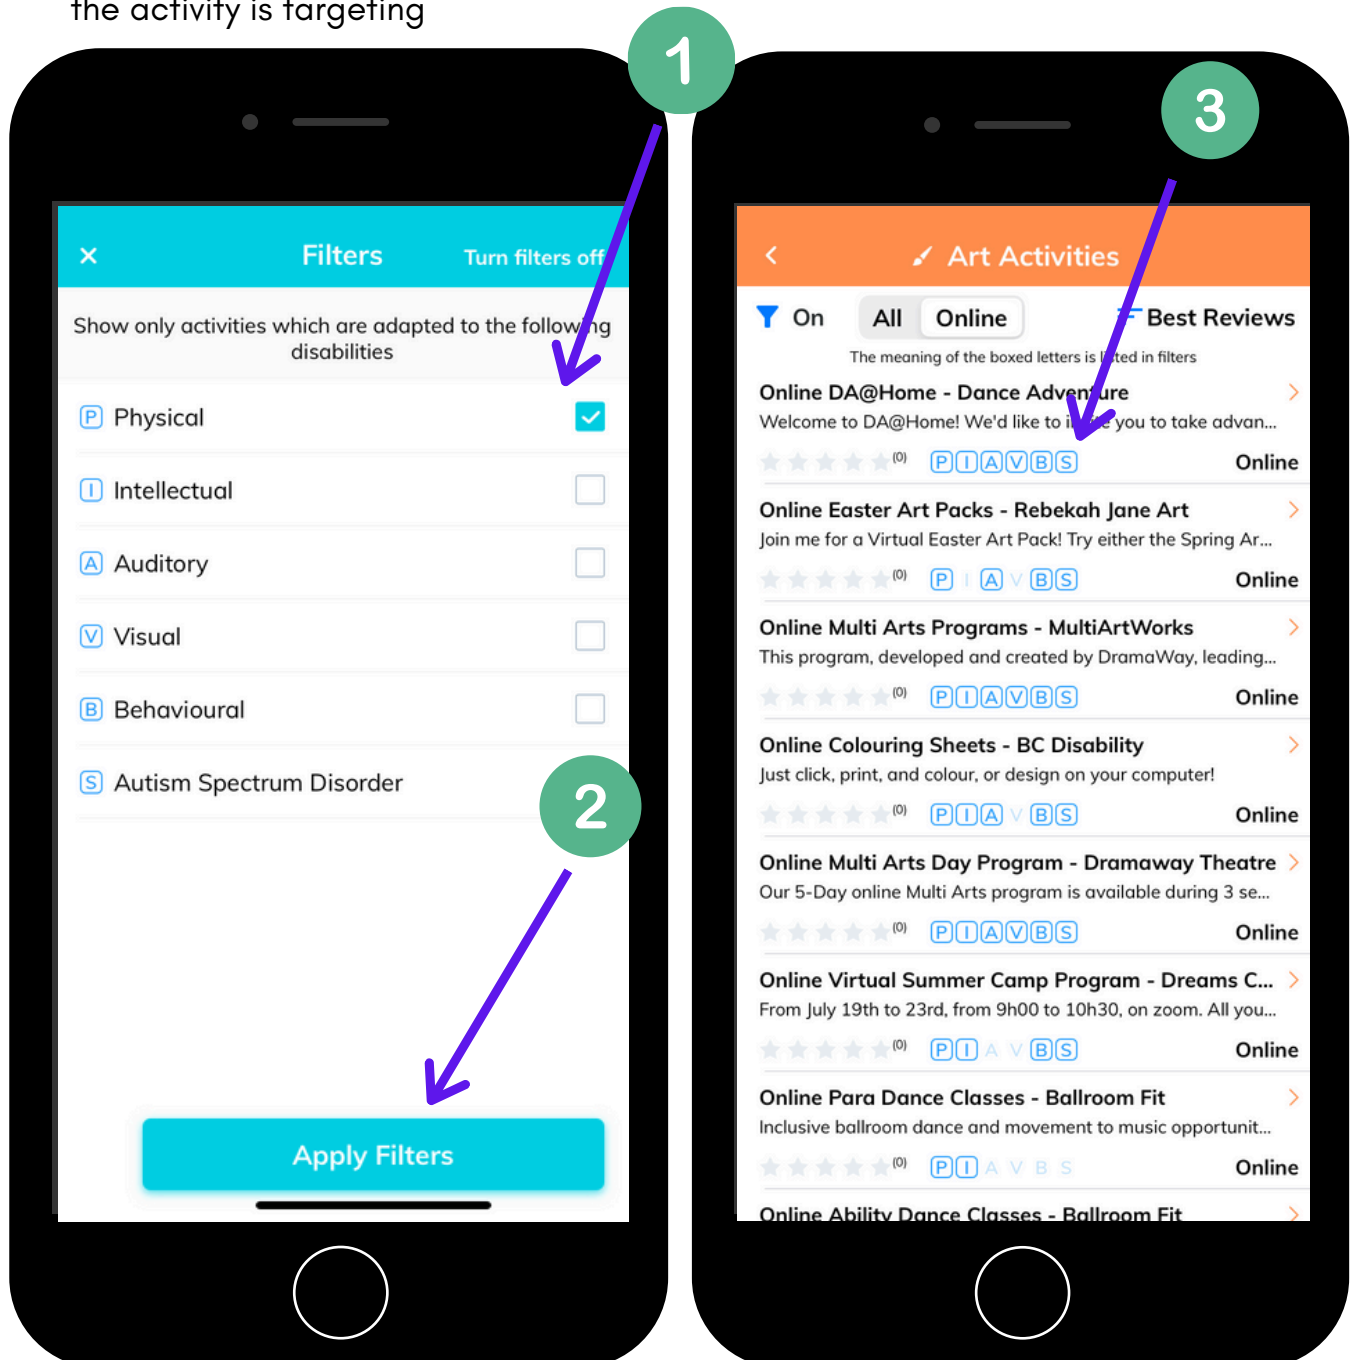 the activity is targeting
1
Filters
Turn filters off
Show only activities which are adapted to the following
disabilities
P Physical
I Intellectual
A Auditory
V Visual
B Behavioural
S Autism Spectrum Disorder
2
Apply Filters
3
Art Activities
On
All
Online
Best Reviews
The meaning of the boxed letters is listed in filters
Online DA@Home - Dance Adventure
Welcome to DA@Home! We'd like to invite you to take advan...
(0) P I A V B S Online
Online Easter Art Packs - Rebekah Jane Art
Join me for a Virtual Easter Art Pack! Try either the Spring Ar...
(0) P I A V B S Online
Online Multi Arts Programs - MultiArtWorks
This program, developed and created by DramaWay, leading...
(0) P I A V B S Online
Online Colouring Sheets - BC Disability
Just click, print, and colour, or design on your computer!
(0) P I A V B S Online
Online Multi Arts Day Program - Dramaway Theatre
Our 5-Day online Multi Arts program is available during 3 se...
(0) P I A V B S Online
Online Virtual Summer Camp Program - Dreams C...
From July 19th to 23rd, from 9h00 to 10h30, on zoom. All you...
(0) P I A V B S Online
Online Para Dance Classes - Ballroom Fit
Inclusive ballroom dance and movement to music opportunit...
(0) P I A V B S Online
Online Ability Dance Classes - Ballroom Fit